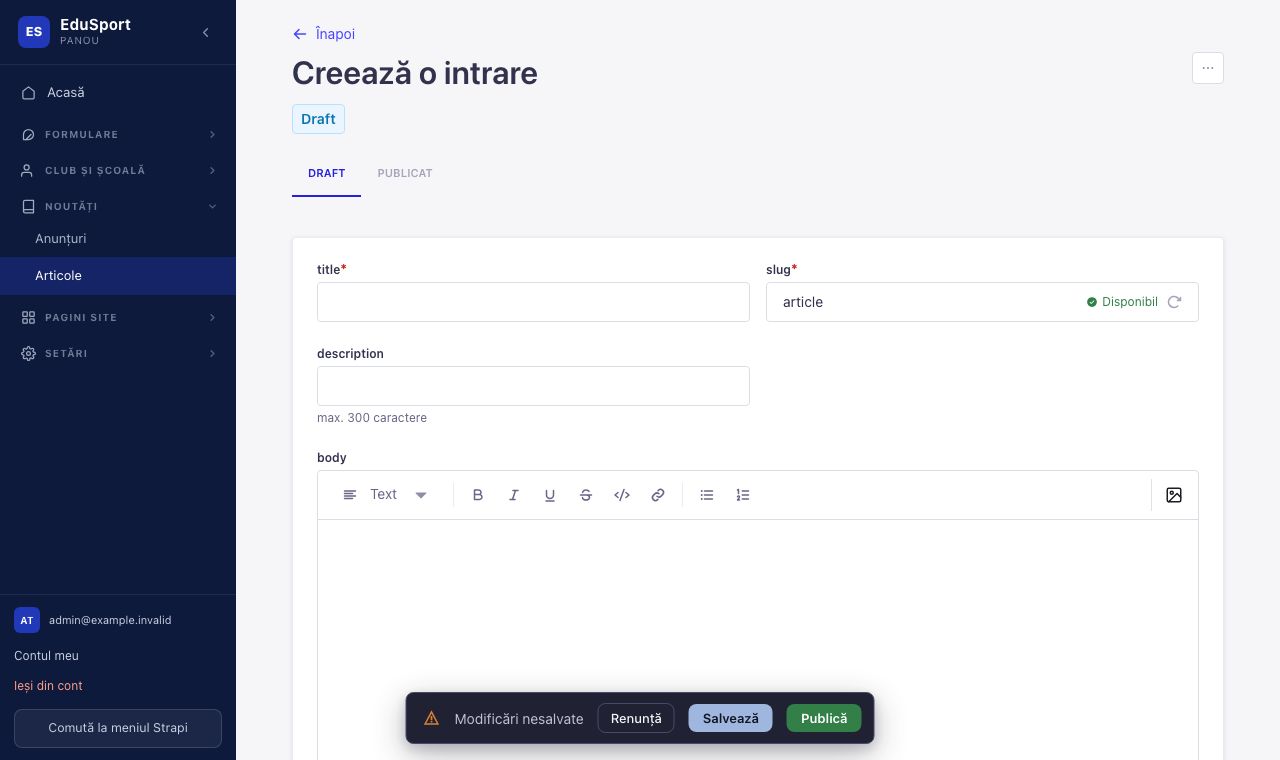 ES
EduSport
PANOU
Acasă
FORMULARE
CLUB ȘI ȘCOALĂ
NOUTĂȚI
Anunțuri
Articole
PAGINI SITE
SETĂRI
AT
admin@example.invalid
Contul meu
Ieși din cont
Comută la meniul Strapi
Înapoi
Creează o intrare
Draft
DRAFT PUBLICAT
title* slug*
article Disponibil
description
max. 300 caractere
body
Text
Modificări nesalvate Renunță Salvează Publică